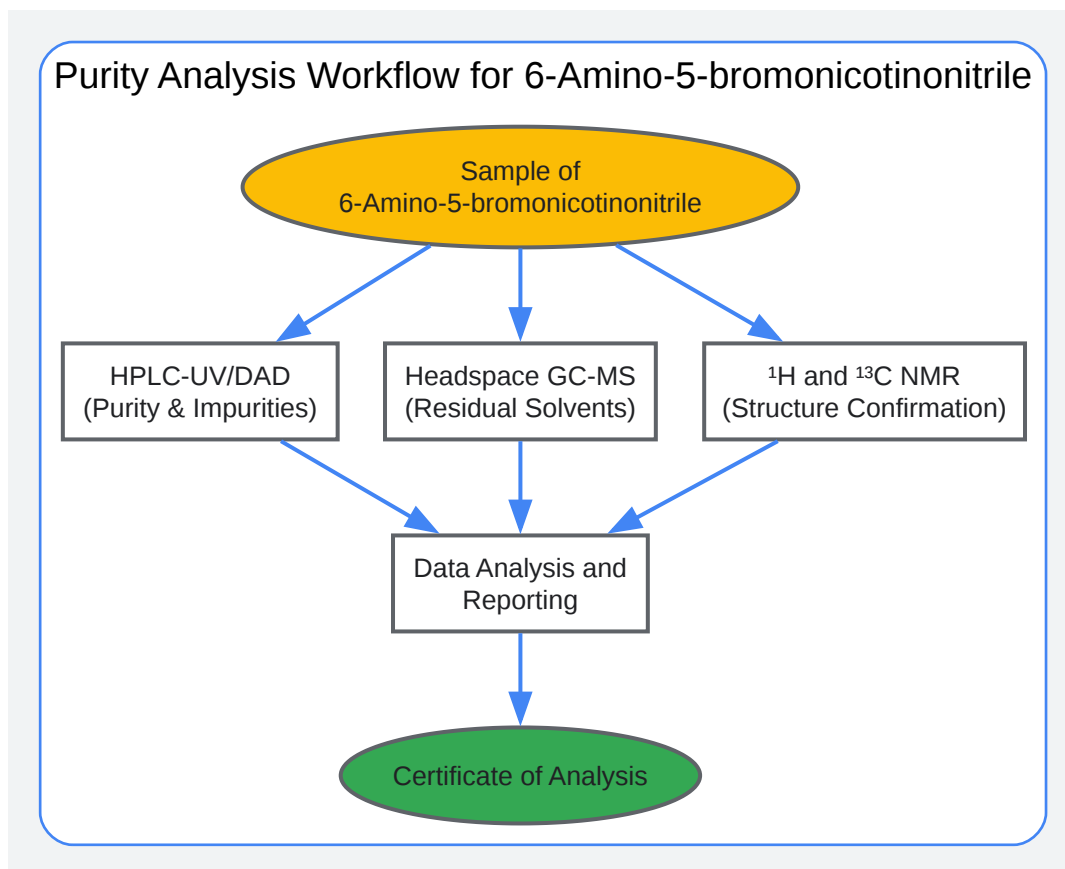 Purity Analysis Workflow for 6-Amino-5-bromonicotinonitrile
Sample of
6-Amino-5-bromonicotinonitrile
HPLC-UV/DAD
(Purity & Impurities)
Headspace GC-MS
(Residual Solvents)
¹H and ¹³C NMR
(Structure Confirmation)
Data Analysis and
Reporting
Certificate of Analysis